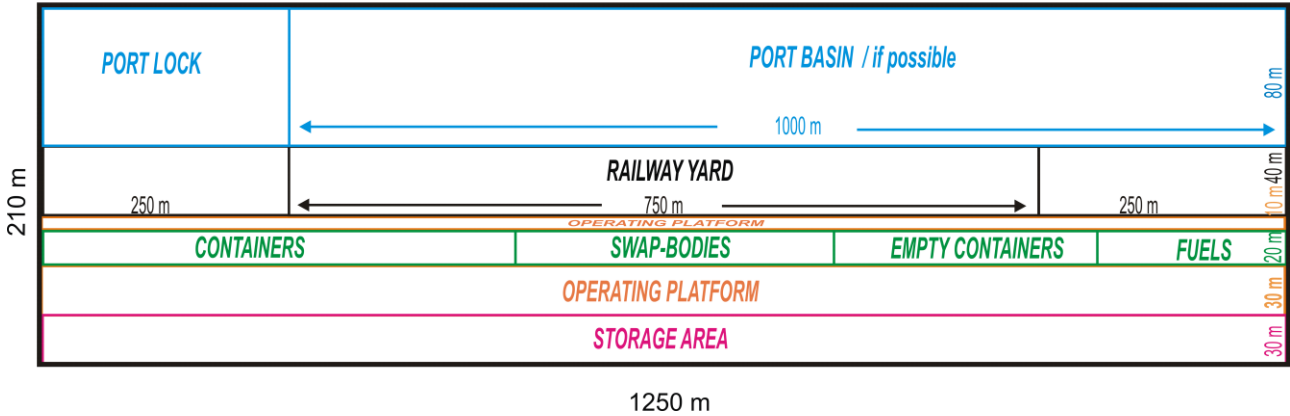 PORT LOCK
PORT BASIN / if possible
80 m
1000 m
RAILWAY YARD
40 m
250 m
750 m
250 m
10 m
210 m
OPERATING PLATFORM
CONTAINERS
SWAP-BODIES
EMPTY CONTAINERS
FUELS
20 m
OPERATING PLATFORM
30 m
STORAGE AREA
30 m
1250 m